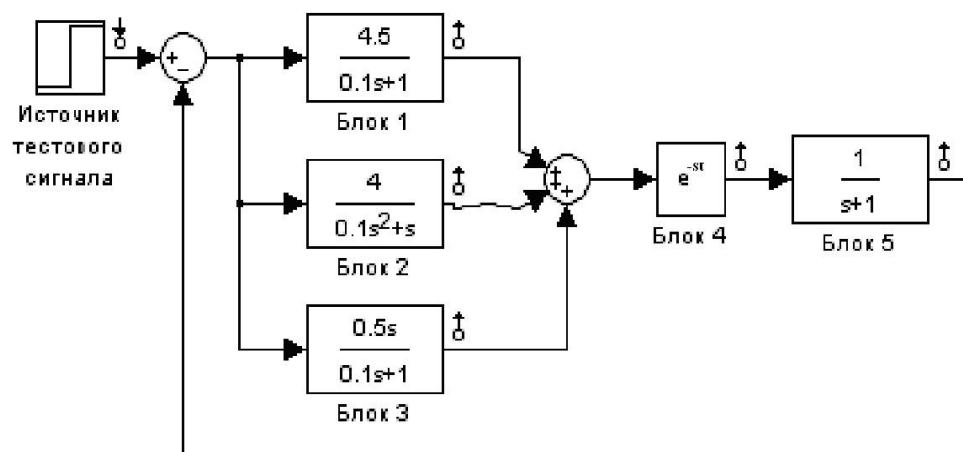 +
−
4.5
0.1s+1
Источник
тестового
сигнала
Блок 1
4
0.1s²+s
Блок 2
0.5s
0.1s+1
Блок 3
+
+
+
e^-sτ
Блок 4
1
s+1
Блок 5